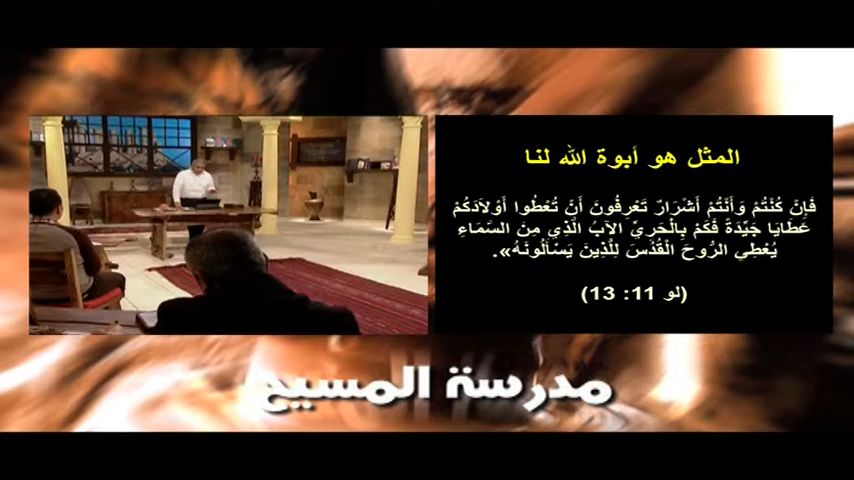 المثل هو أبوة الله لنا
فَإِنْ كُنْتُمْ وَأَنْتُمْ أَشْرَارٌ تَعْرِفُونَ أَنْ تُعْطُوا أَوْلاَدَكُمْ
عَطَايَا جَيِّدَةً فَكَمْ بِالْحَرِيِّ الآبُ الَّذِي مِنَ السَّمَاءِ
يُعْطِي الرُّوحَ الْقُدُسَ لِلَّذِينَ يَسْأَلُونَهُ».
(لو 11: 13)
مدرسة المسيح